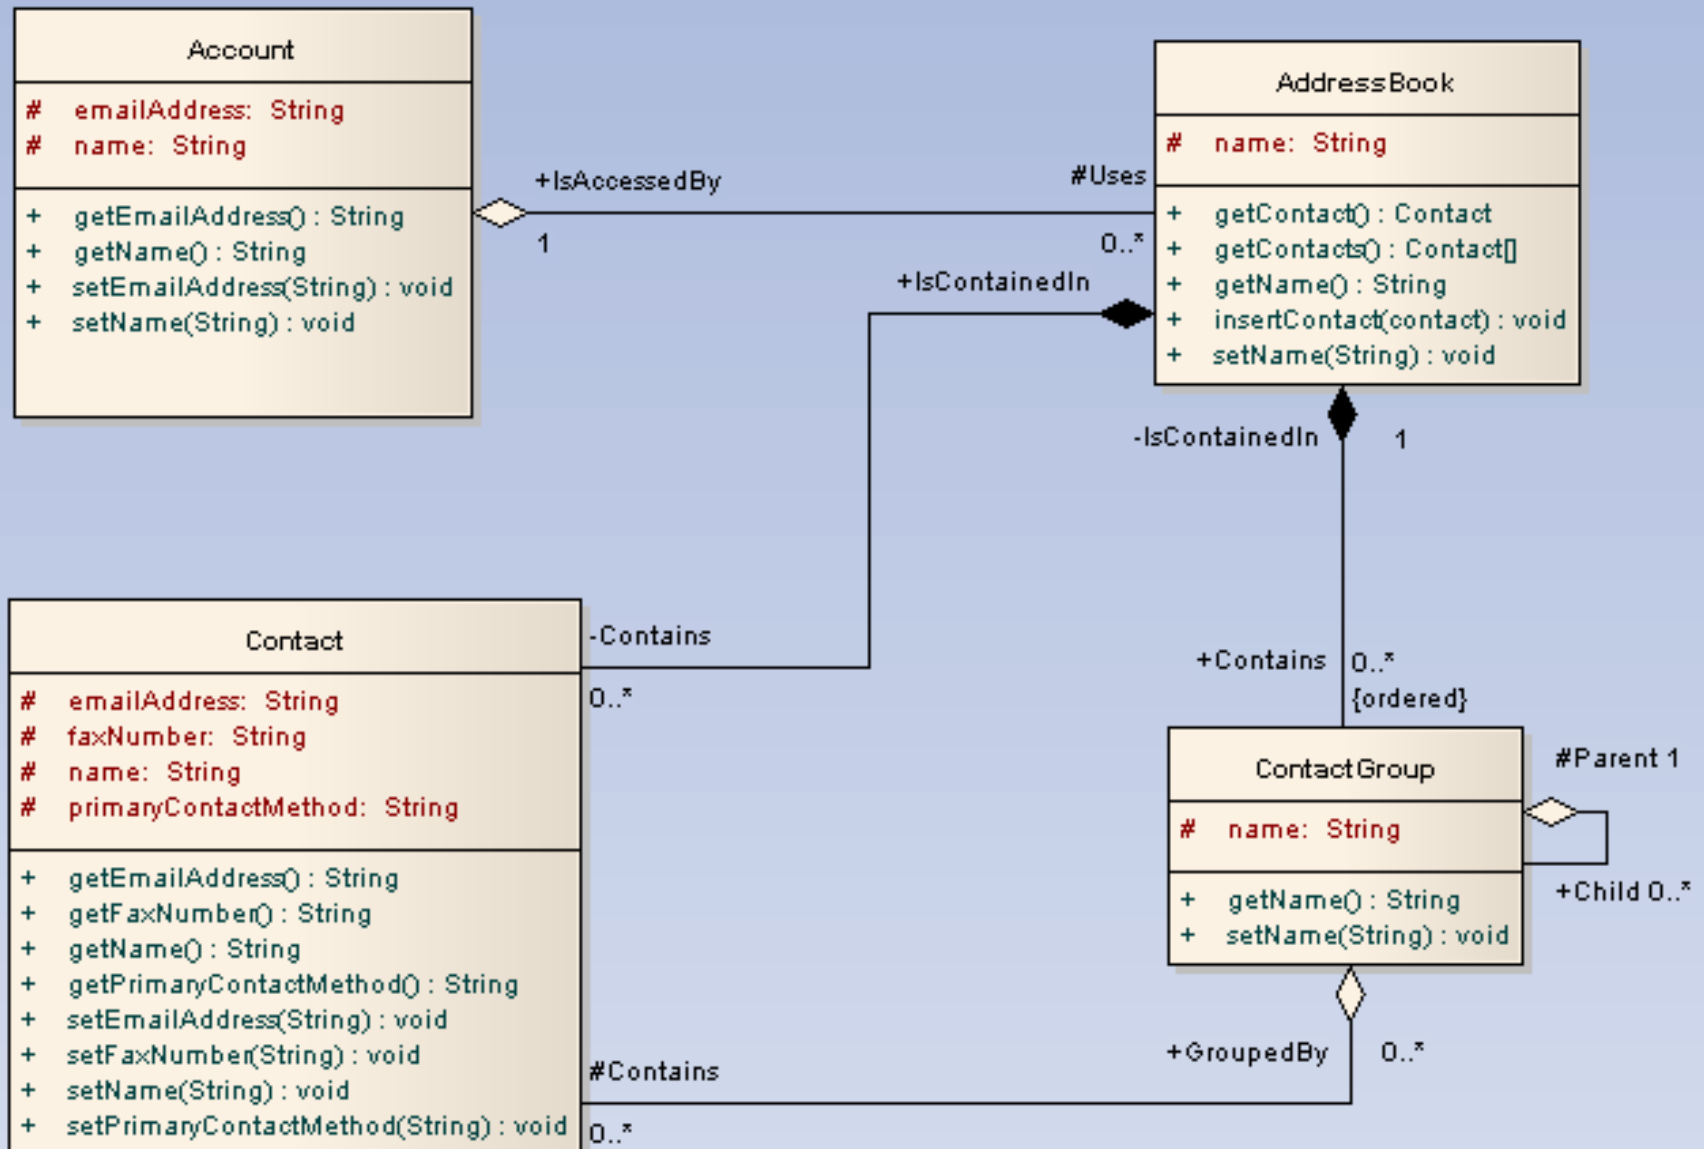 Account
# emailAddress: String
# name: String
+ getEmailAddress() : String
+ getName() : String
+ setEmailAddress(String) : void
+ setName(String) : void
AddressBook
# name: String
+ getContact() : Contact
+ getContacts() : Contact[]
+ getName() : String
+ insertContact(contact) : void
+ setName(String) : void
+IsAccessedBy
#Uses
1
0..*
+IsContainedIn
-IsContainedIn
1
Contact
# emailAddress: String
# faxNumber: String
# name: String
# primaryContactMethod: String
+ getEmailAddress() : String
+ getFaxNumber() : String
+ getName() : String
+ getPrimaryContactMethod() : String
+ setEmailAddress(String) : void
+ setFaxNumber(String) : void
+ setName(String) : void
+ setPrimaryContactMethod(String) : void
-Contains
0..*
+Contains
0..*
{ordered}
ContactGroup
# name: String
+ getName() : String
+ setName(String) : void
#Parent 1
+Child 0..*
+GroupedBy
0..*
#Contains
0..*